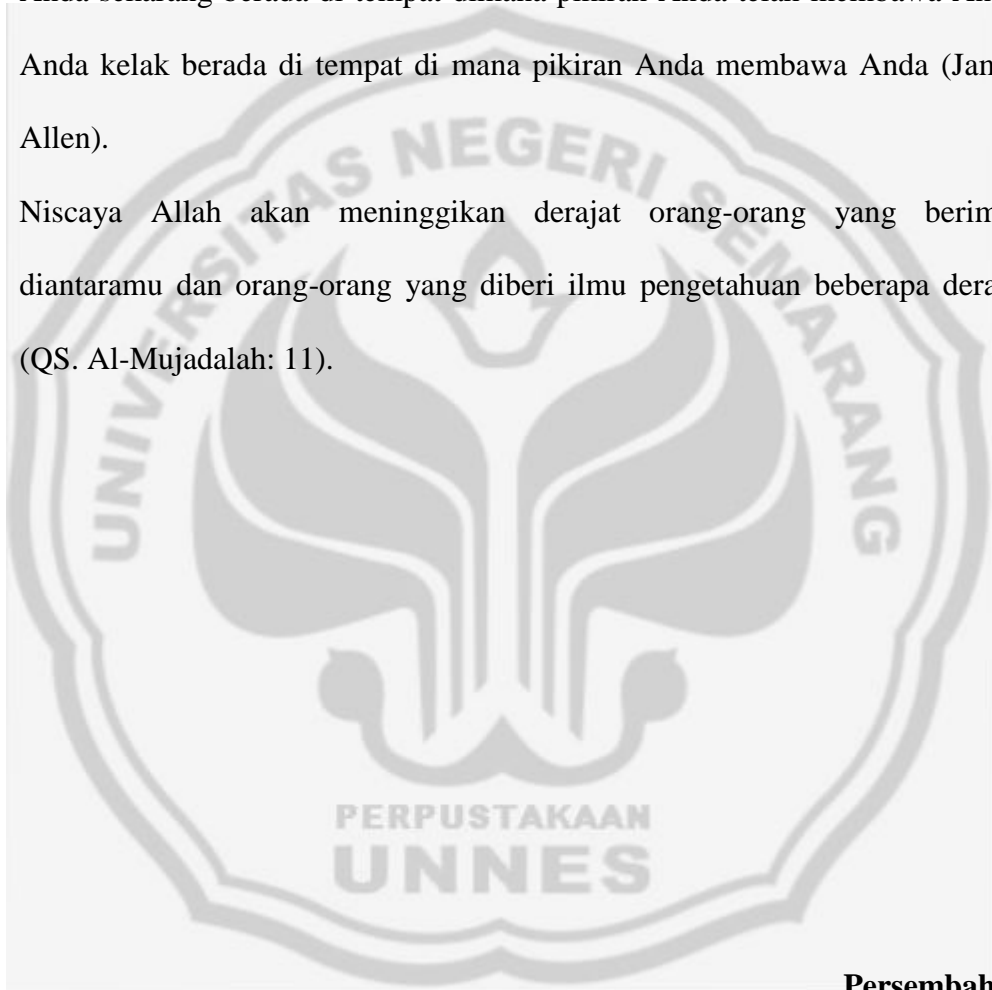 Anda kelak berada di tempat di mana pikiran Anda membawa Anda
Allen).
Niscaya Allah akan meninggikan derajat orang-orang yang
diantaramu dan orang-orang yang diberi ilmu pengetahuan beberapa
(QS. Al-Mujadalah: 11).
UNIVERSITAS NEGERI SEMARANG
PERPUSTAKAAN
UNNES